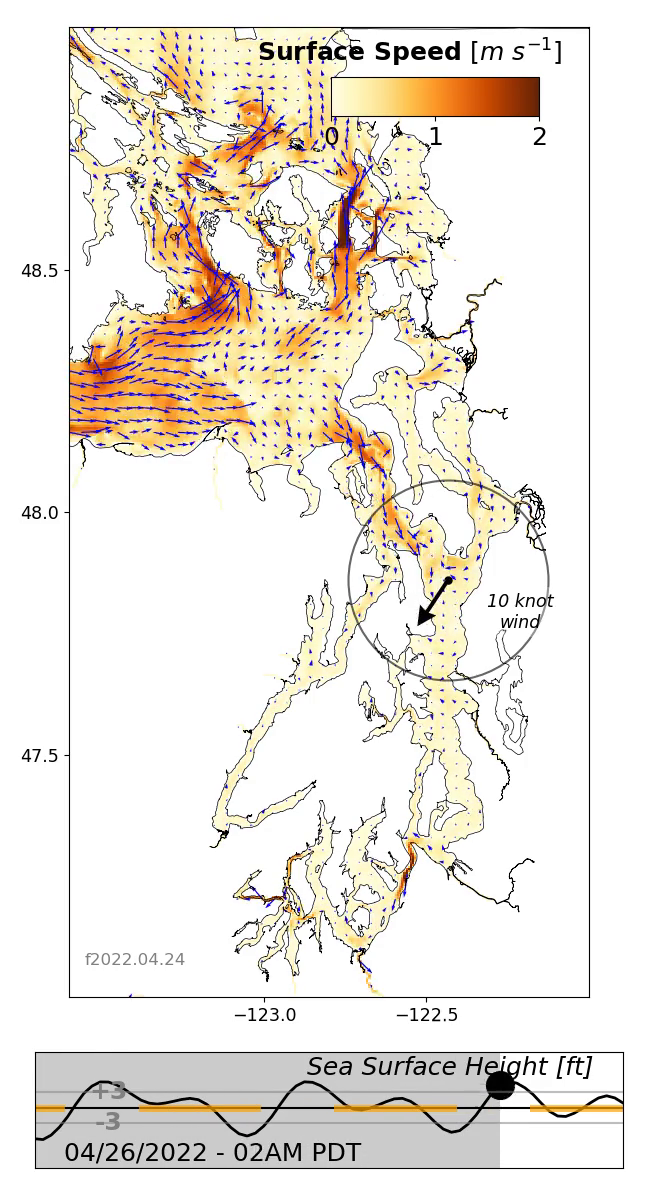 Surface Speed [m s⁻¹]
0 1 2
48.5
48.0
10 knot
wind
47.5
f2022.04.24
−123.0 −122.5
Sea Surface Height [ft]
+3
-3
04/26/2022 - 02AM PDT